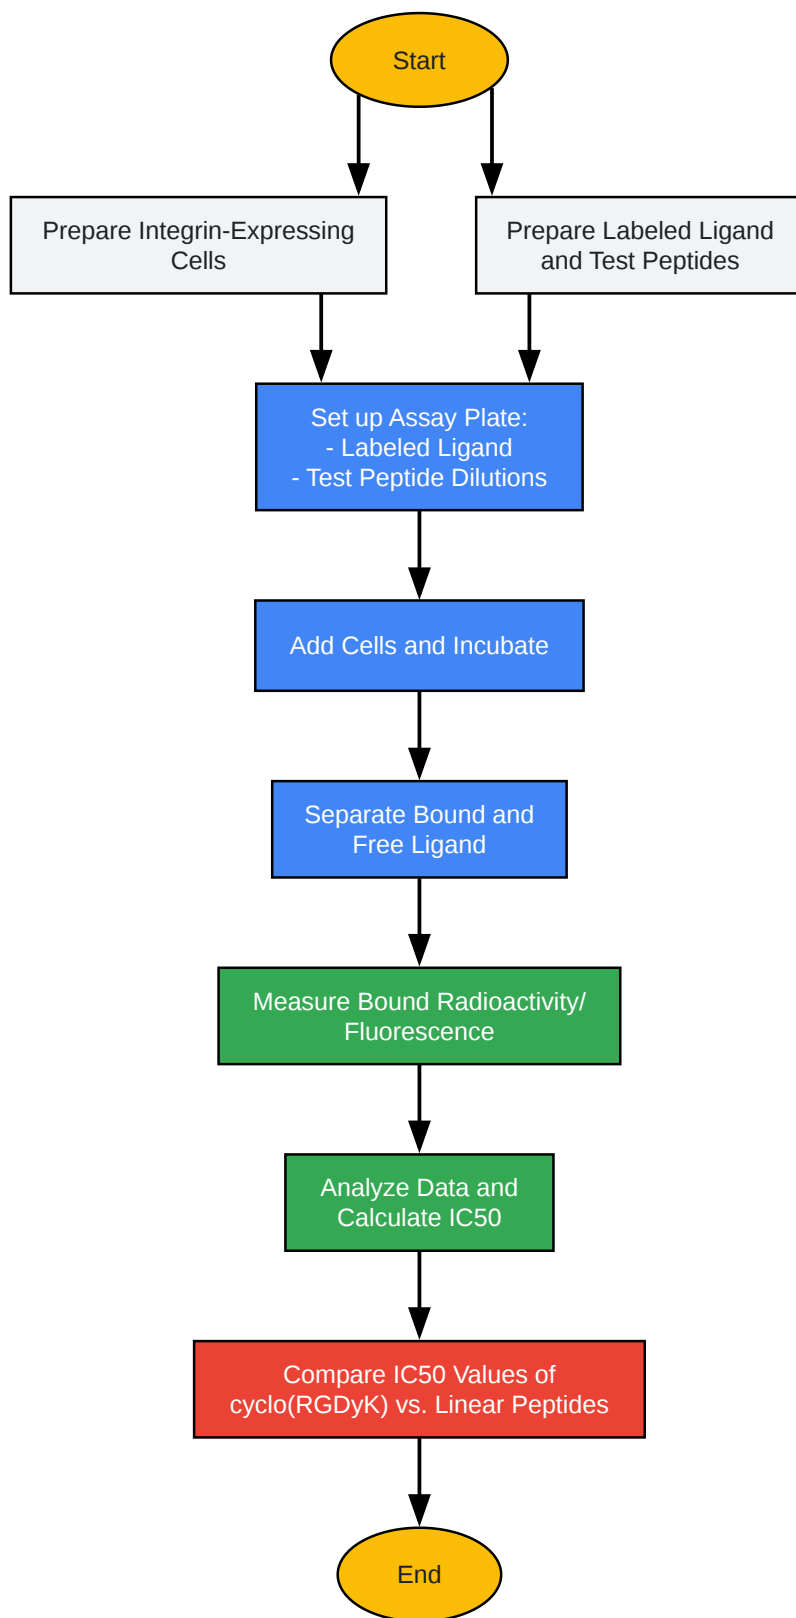 Start
Prepare Integrin-Expressing
Cells
Prepare Labeled Ligand
and Test Peptides
Set up Assay Plate:
- Labeled Ligand
- Test Peptide Dilutions
Add Cells and Incubate
Separate Bound and
Free Ligand
Measure Bound Radioactivity/
Fluorescence
Analyze Data and
Calculate IC50
Compare IC50 Values of
cyclo(RGDyK) vs. Linear Peptides
End